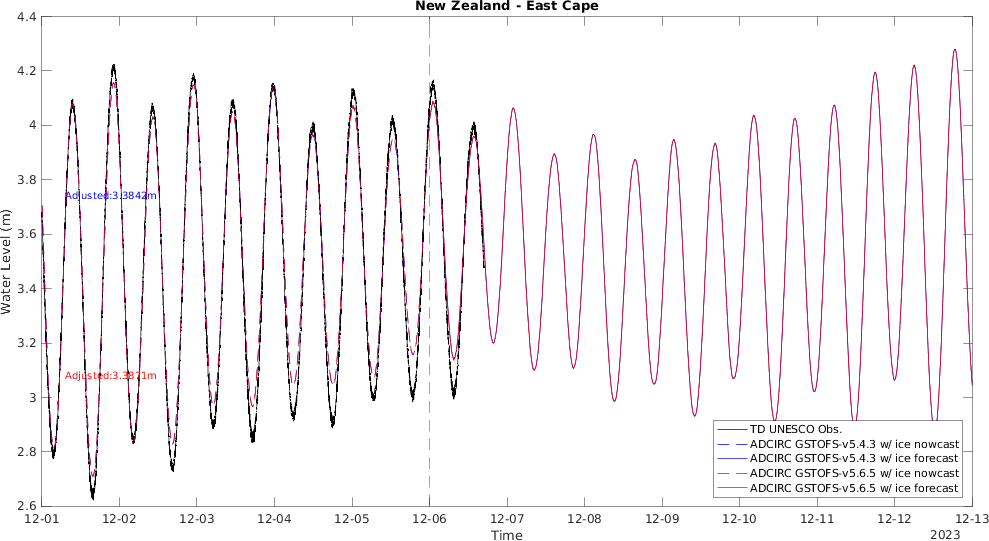 New Zealand - East Cape
4.4
4.2
4
3.8
3.6
3.4
3.2
3
2.8
2.6
Water Level (m)
Adjusted:3.3842m
Adjusted:3.3871m
TD UNESCO Obs.
ADCIRC GSTOFS-v5.4.3 w/ ice nowcast
ADCIRC GSTOFS-v5.4.3 w/ ice forecast
ADCIRC GSTOFS-v5.6.5 w/ ice nowcast
ADCIRC GSTOFS-v5.6.5 w/ ice forecast
12-01 12-02 12-03 12-04 12-05 12-06 12-07 12-08 12-09 12-10 12-11 12-12 12-13
Time
2023